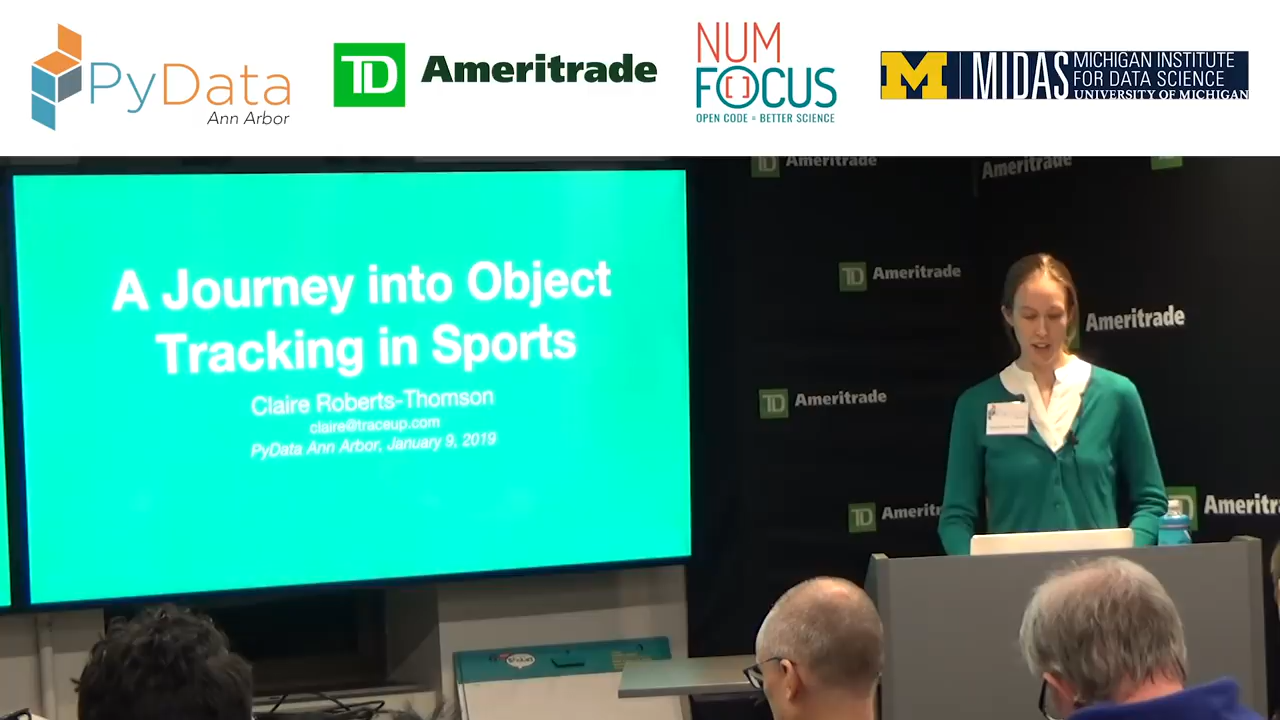 PyData
Ann Arbor
TD Ameritrade
NUM
FOCUS
OPEN CODE = BETTER SCIENCE
M MIDAS
MICHIGAN INSTITUTE
FOR DATA SCIENCE
UNIVERSITY OF MICHIGAN
A Journey into Object
Tracking in Sports
Claire Roberts-Thomson
claire@traceup.com
PyData Ann Arbor, January 9, 2019
TD Ameritrade
Ameritrade
TD Ameritrade
Ameritrade
TD Ameritrade
TD Ameritr
TD Ameritra